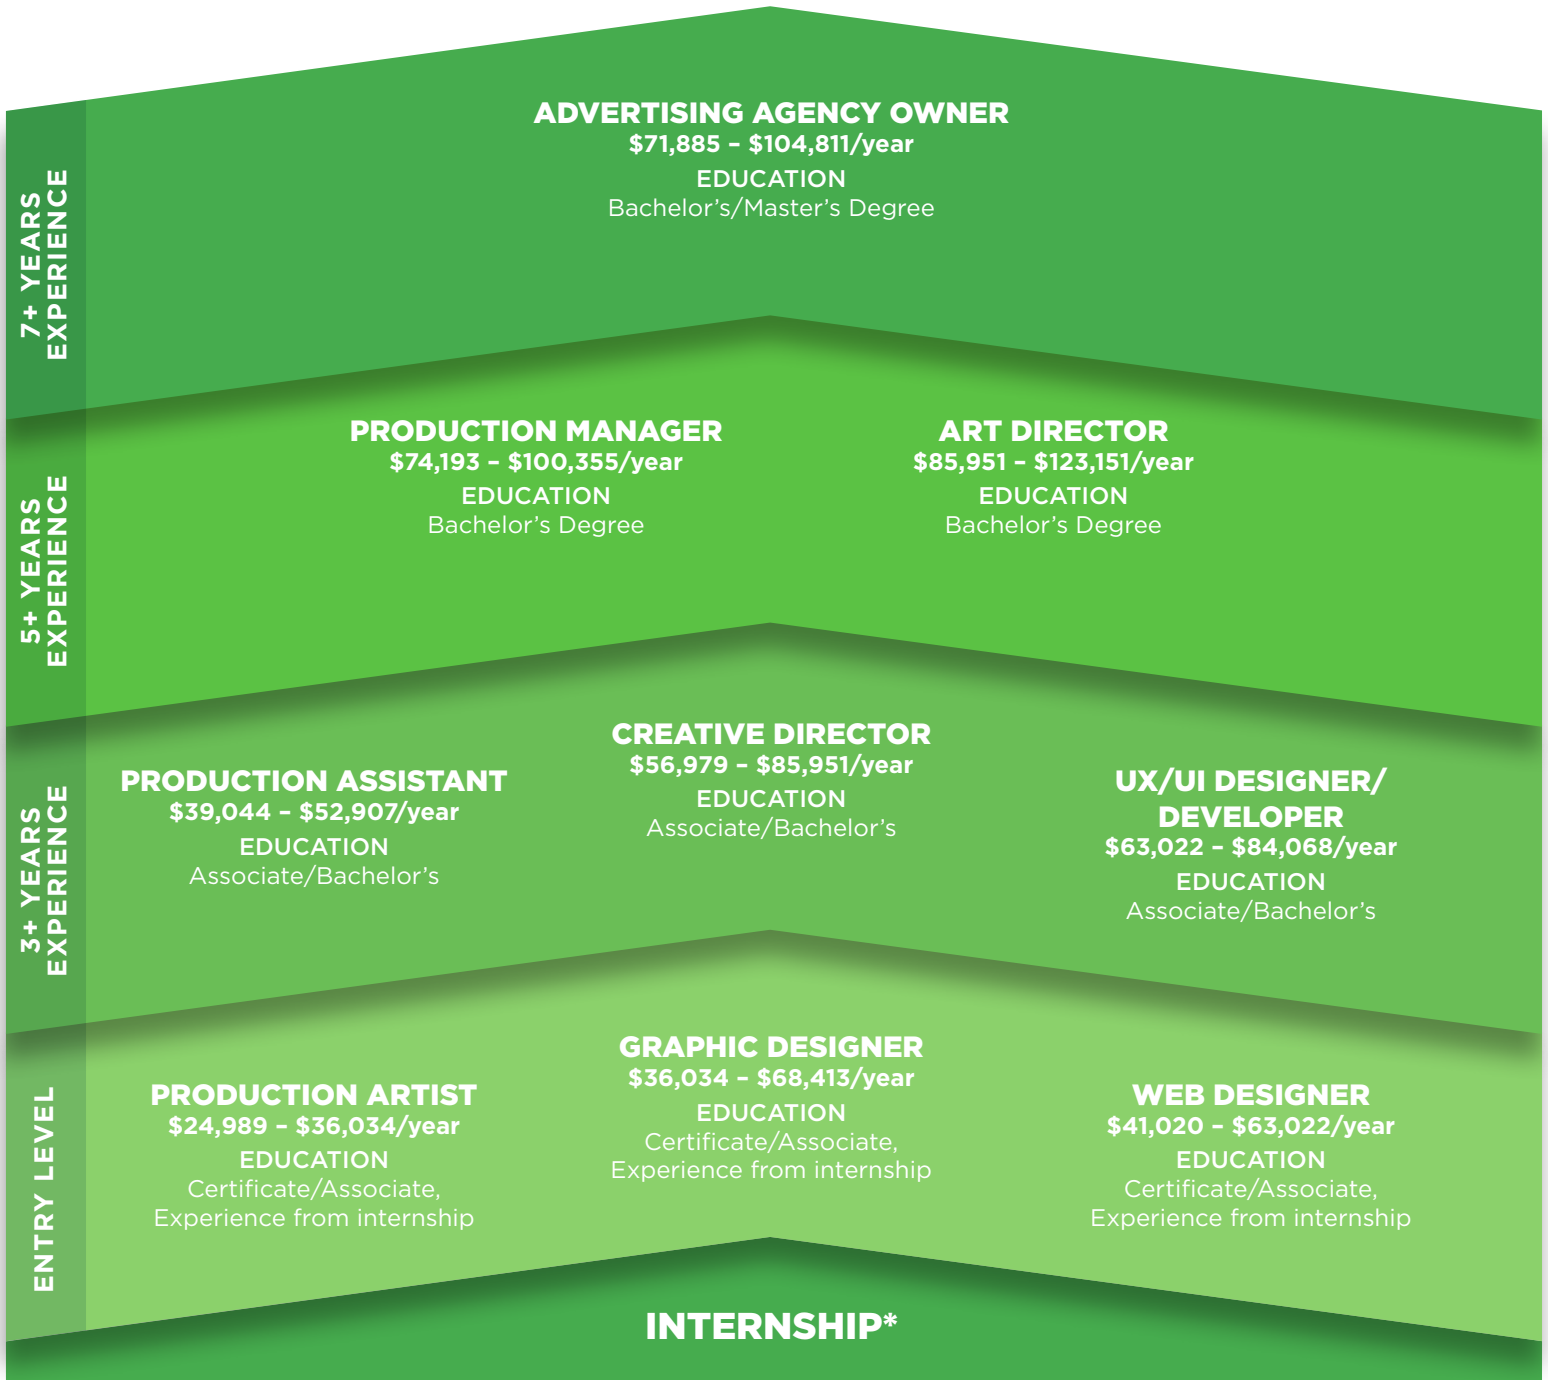 7+ YEARS
EXPERIENCE
ADVERTISING AGENCY OWNER
$71,885 – $104,811/year
EDUCATION
Bachelor’s/Master’s Degree
5+ YEARS
EXPERIENCE
PRODUCTION MANAGER
$74,193 – $100,355/year
EDUCATION
Bachelor’s Degree
ART DIRECTOR
$85,951 – $123,151/year
EDUCATION
Bachelor’s Degree
3+ YEARS
EXPERIENCE
PRODUCTION ASSISTANT
$39,044 – $52,907/year
EDUCATION
Associate/Bachelor’s
CREATIVE DIRECTOR
$56,979 – $85,951/year
EDUCATION
Associate/Bachelor’s
UX/UI DESIGNER/
DEVELOPER
$63,022 – $84,068/year
EDUCATION
Associate/Bachelor’s
ENTRY LEVEL
PRODUCTION ARTIST
$24,989 – $36,034/year
EDUCATION
Certificate/Associate,
Experience from internship
GRAPHIC DESIGNER
$36,034 – $68,413/year
EDUCATION
Certificate/Associate,
Experience from internship
WEB DESIGNER
$41,020 – $63,022/year
EDUCATION
Certificate/Associate,
Experience from internship
INTERNSHIP*